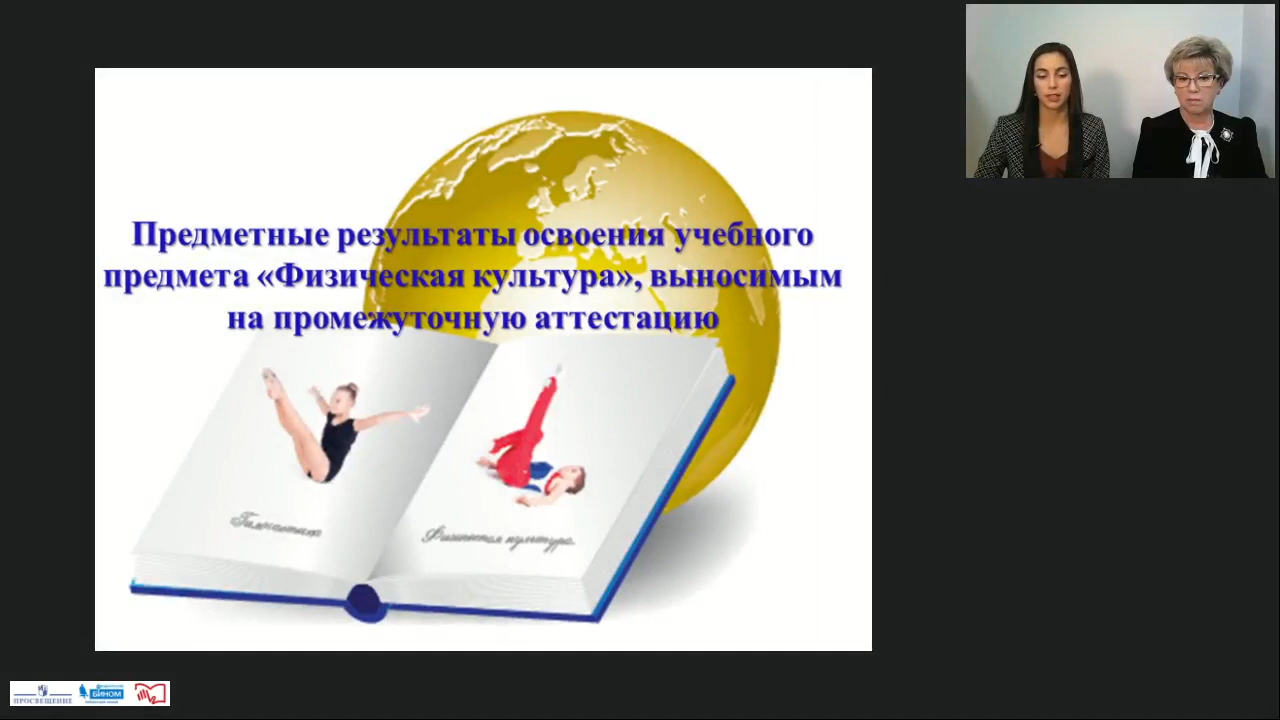 Предметные результаты освоения учебного
предмета «Физическая культура», выносимым
на промежуточную аттестацию
Гимнастика
Физическая культура
ПРОСВЕЩЕНИЕ
БИНОМ